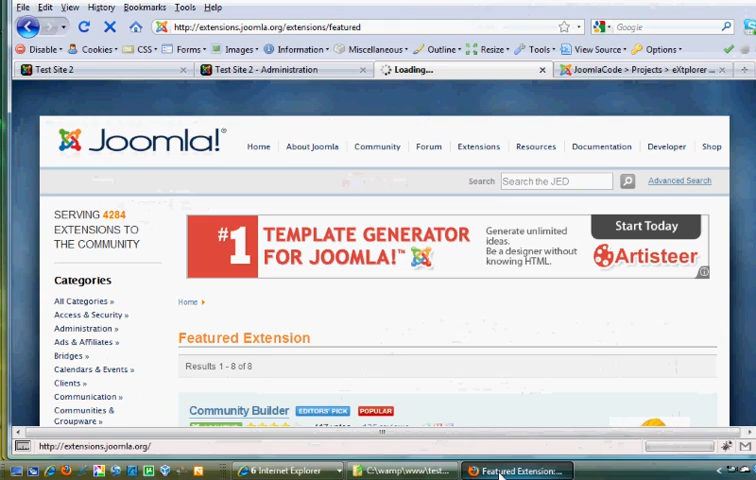 File Edit View History Bookmarks Tools Help
http://extensions.joomla.org/extensions/featured
Google
Disable Cookies CSS Forms Images Information Miscellaneous Outline Resize Tools View Source Options
Test Site 2
Test Site 2 - Administration
Loading...
JoomlaCode > Projects > eXtplorer ...
Joomla!®
Home About Joomla Community Forum Extensions Resources Documentation Developer Shop
Search Search the JED Advanced Search
SERVING 4284
EXTENSIONS TO
THE COMMUNITY
#1 TEMPLATE GENERATOR
FOR JOOMLA!™
Generate unlimited
ideas.
Be a designer without
knowing HTML.
Start Today
Artisteer
Categories
All Categories »
Access & Security »
Administration »
Ads & Affiliates »
Bridges »
Calendars & Events »
Clients »
Communication »
Communities &
Groupware »
Home
Featured Extension
Results 1 - 8 of 8
Community Builder EDITORS' PICK POPULAR
http://extensions.joomla.org/
6 Internet Explorer
C:\wamp\www\test...
Featured Extension:...